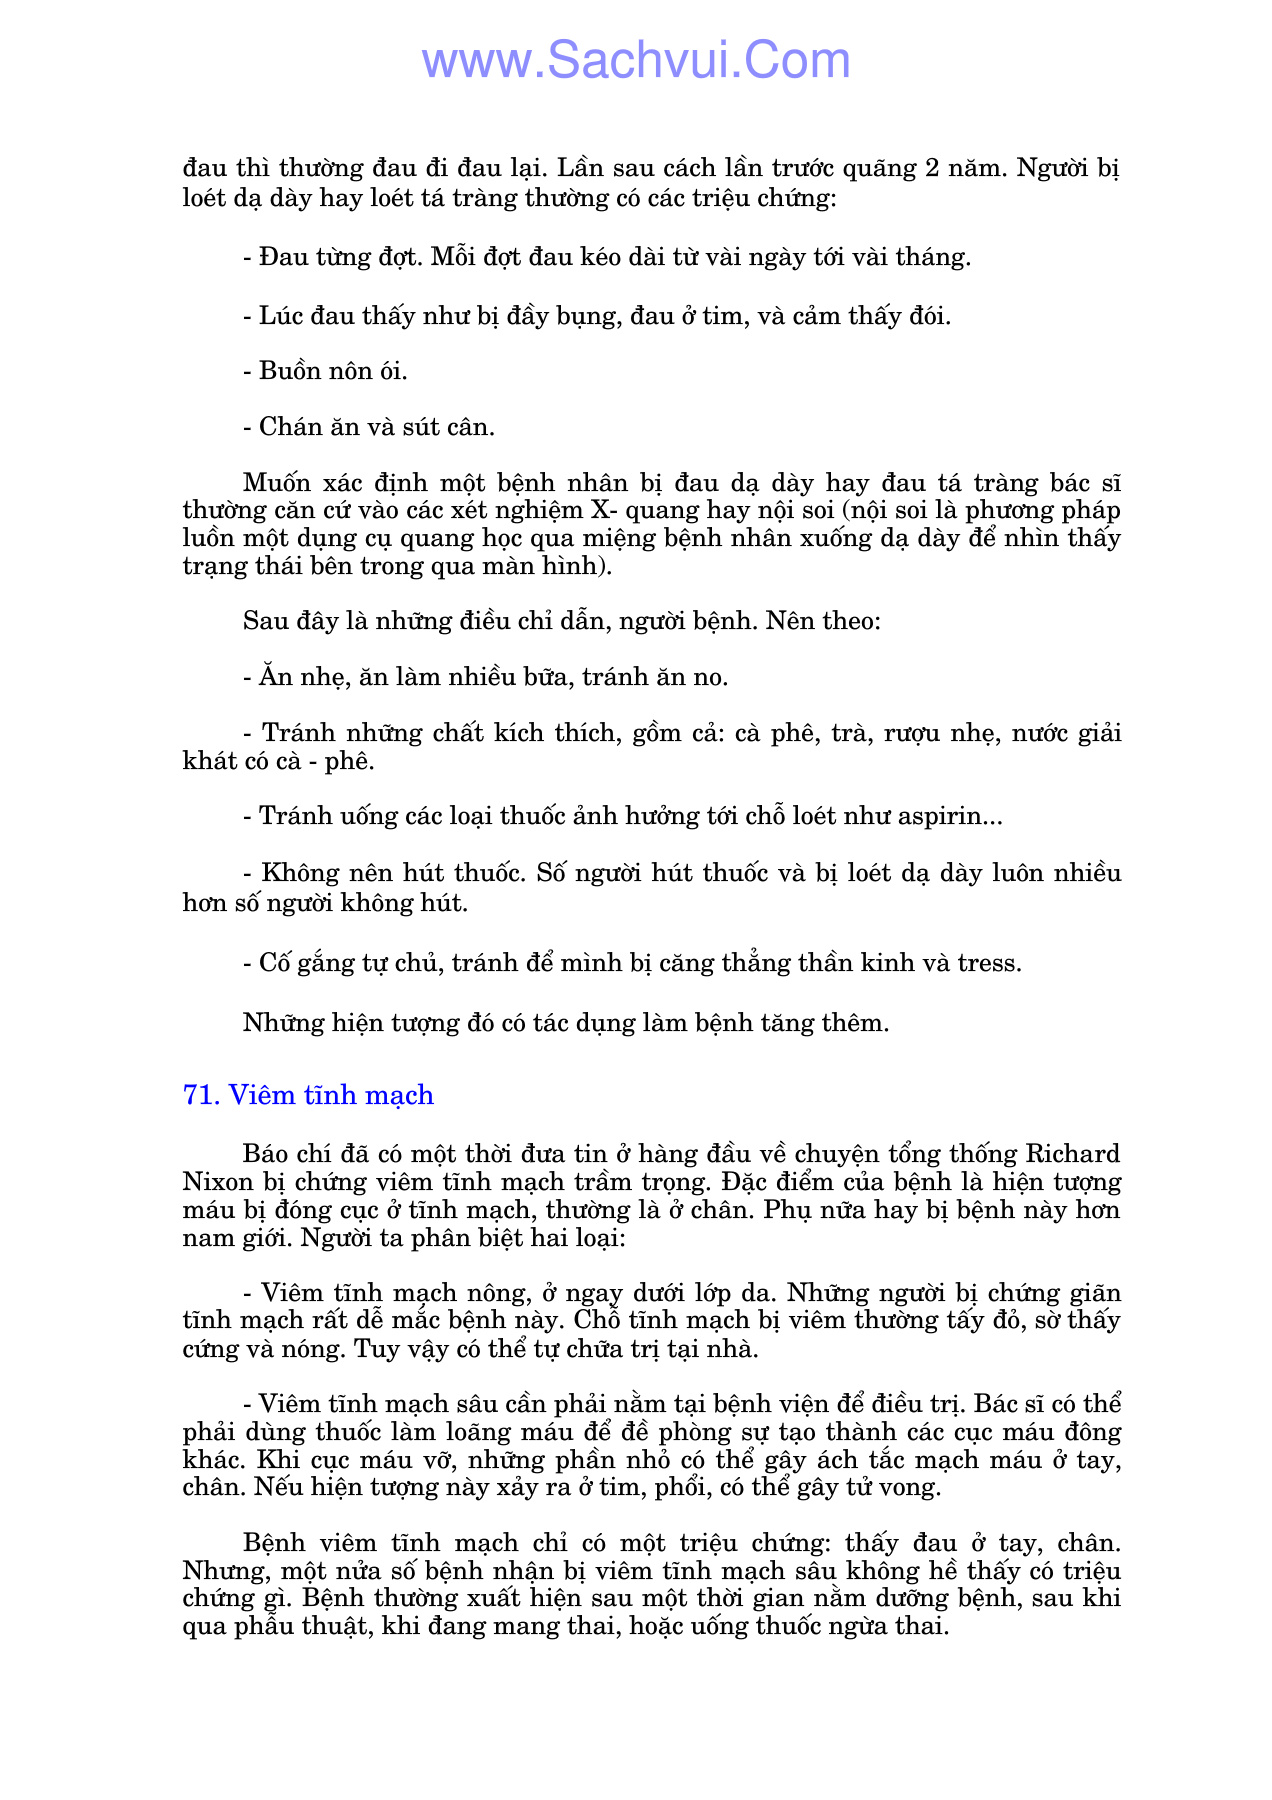 www.Sachvui.Com
đau thì thường đau đi đau lại. Lần sau cách lần trước quãng 2 năm. Người bị
loét dạ dày hay loét tá tràng thường có các triệu chứng:
- Đau từng đợt. Mỗi đợt đau kéo dài từ vài ngày tới vài tháng.
- Lúc đau thấy như bị đầy bụng, đau ở tim, và cảm thấy đói.
- Buồn nôn ói.
- Chán ăn và sút cân.
Muốn xác định một bệnh nhân bị đau dạ dày hay đau tá tràng bác sĩ
thường căn cứ vào các xét nghiệm X- quang hay nội soi (nội soi là phương pháp
luồn một dụng cụ quang học qua miệng bệnh nhân xuống dạ dày để nhìn thấy
trạng thái bên trong qua màn hình).
Sau đây là những điều chỉ dẫn, người bệnh. Nên theo:
- Ăn nhẹ, ăn làm nhiều bữa, tránh ăn no.
- Tránh những chất kích thích, gồm cả: cà phê, trà, rượu nhẹ, nước giải
khát có cà - phê.
- Tránh uống các loại thuốc ảnh hưởng tới chỗ loét như aspirin...
- Không nên hút thuốc. Số người hút thuốc và bị loét dạ dày luôn nhiều
hơn số người không hút.
- Cố gắng tự chủ, tránh để mình bị căng thẳng thần kinh và tress.
Những hiện tượng đó có tác dụng làm bệnh tăng thêm.
71. Viêm tĩnh mạch
Báo chí đã có một thời đưa tin ở hàng đầu về chuyện tổng thống Richard
Nixon bị chứng viêm tĩnh mạch trầm trọng. Đặc điểm của bệnh là hiện tượng
máu bị đóng cục ở tĩnh mạch, thường là ở chân. Phụ nữa hay bị bệnh này hơn
nam giới. Người ta phân biệt hai loại:
- Viêm tĩnh mạch nông, ở ngay dưới lớp da. Những người bị chứng giãn
tĩnh mạch rất dễ mắc bệnh này. Chỗ tĩnh mạch bị viêm thường tấy đỏ, sờ thấy
cứng và nóng. Tuy vậy có thể tự chữa trị tại nhà.
- Viêm tĩnh mạch sâu cần phải nằm tại bệnh viện để điều trị. Bác sĩ có thể
phải dùng thuốc làm loãng máu để đề phòng sự tạo thành các cục máu đông
khác. Khi cục máu vỡ, những phần nhỏ có thể gây ách tắc mạch máu ở tay,
chân. Nếu hiện tượng này xảy ra ở tim, phổi, có thể gây tử vong.
Bệnh viêm tĩnh mạch chỉ có một triệu chứng: thấy đau ở tay, chân.
Nhưng, một nửa số bệnh nhận bị viêm tĩnh mạch sâu không hề thấy có triệu
chứng gì. Bệnh thường xuất hiện sau một thời gian nằm dưỡng bệnh, sau khi
qua phẫu thuật, khi đang mang thai, hoặc uống thuốc ngừa thai.